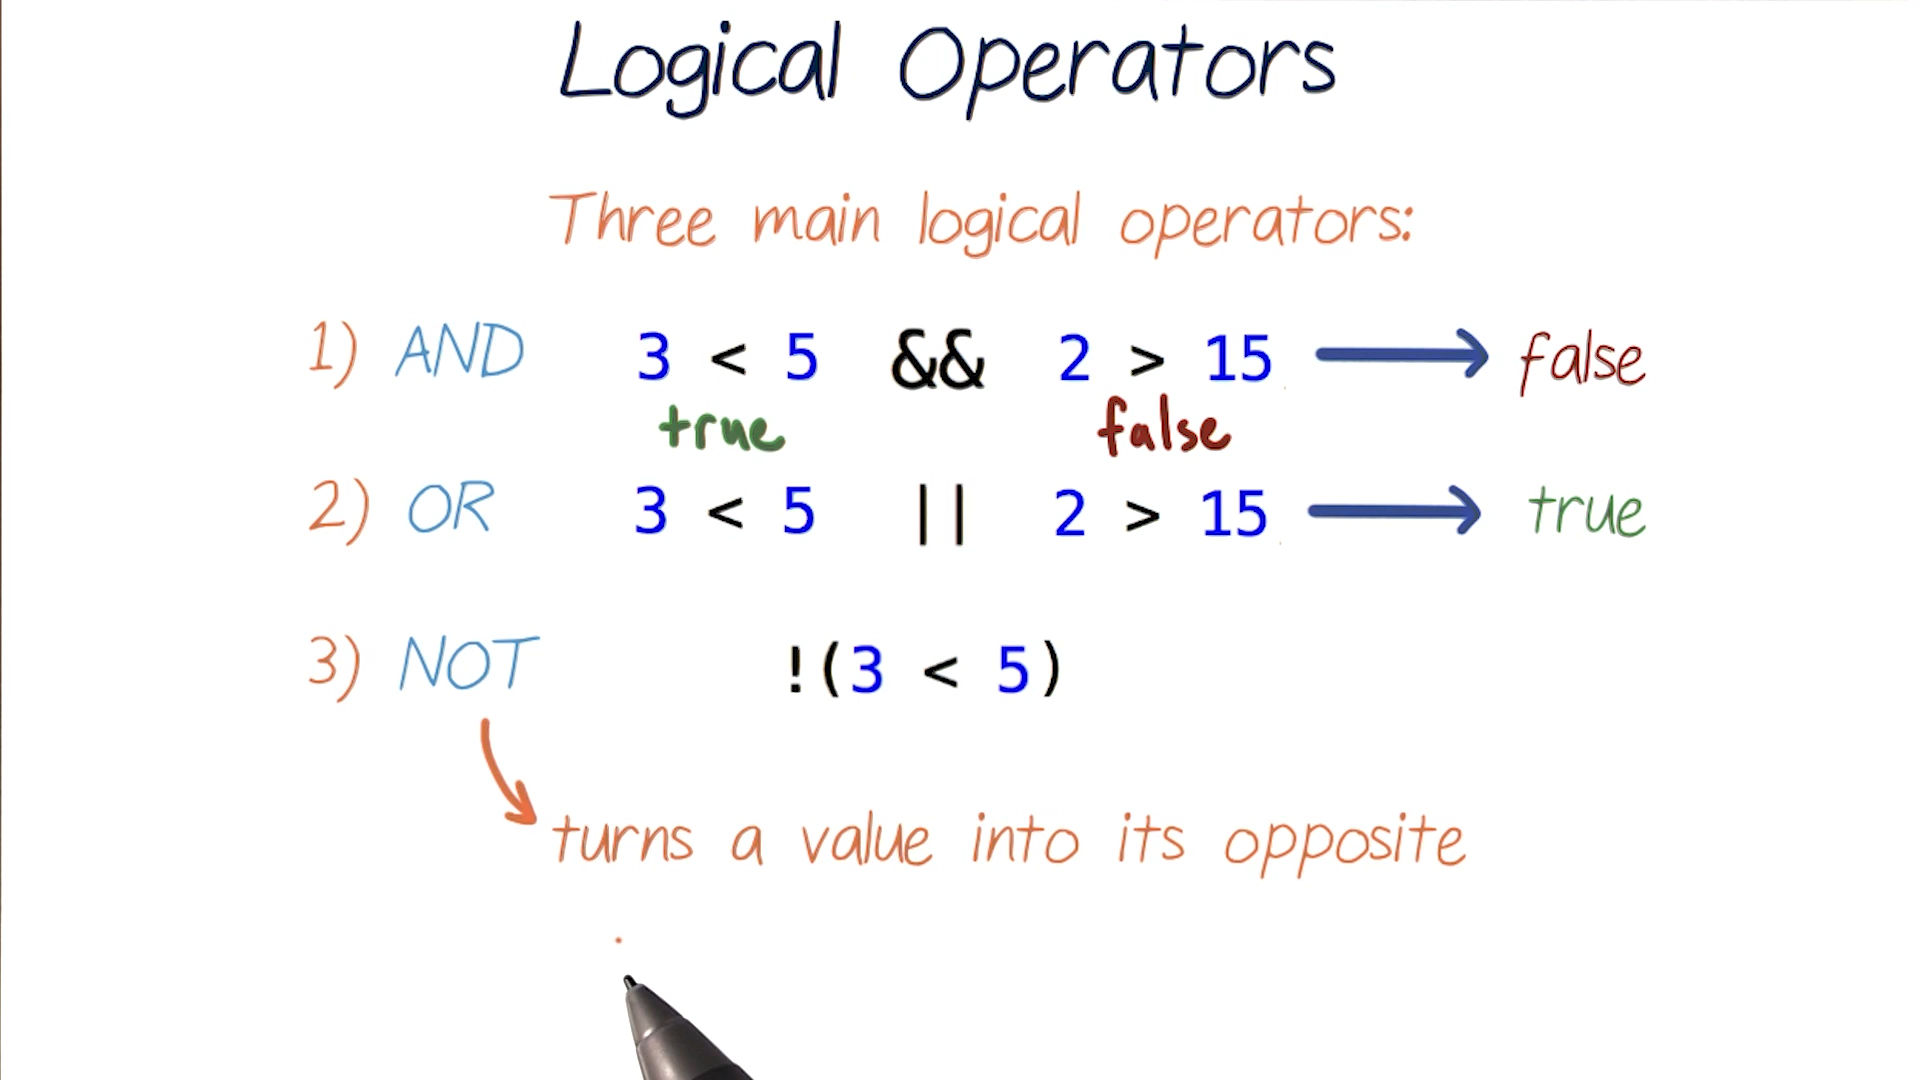 Logical Operators
Three main logical operators:
1) AND 3 < 5 && 2 > 15 → false
true false
2) OR 3 < 5 || 2 > 15 → true
3) NOT !(3 < 5)
turns a value into its opposite